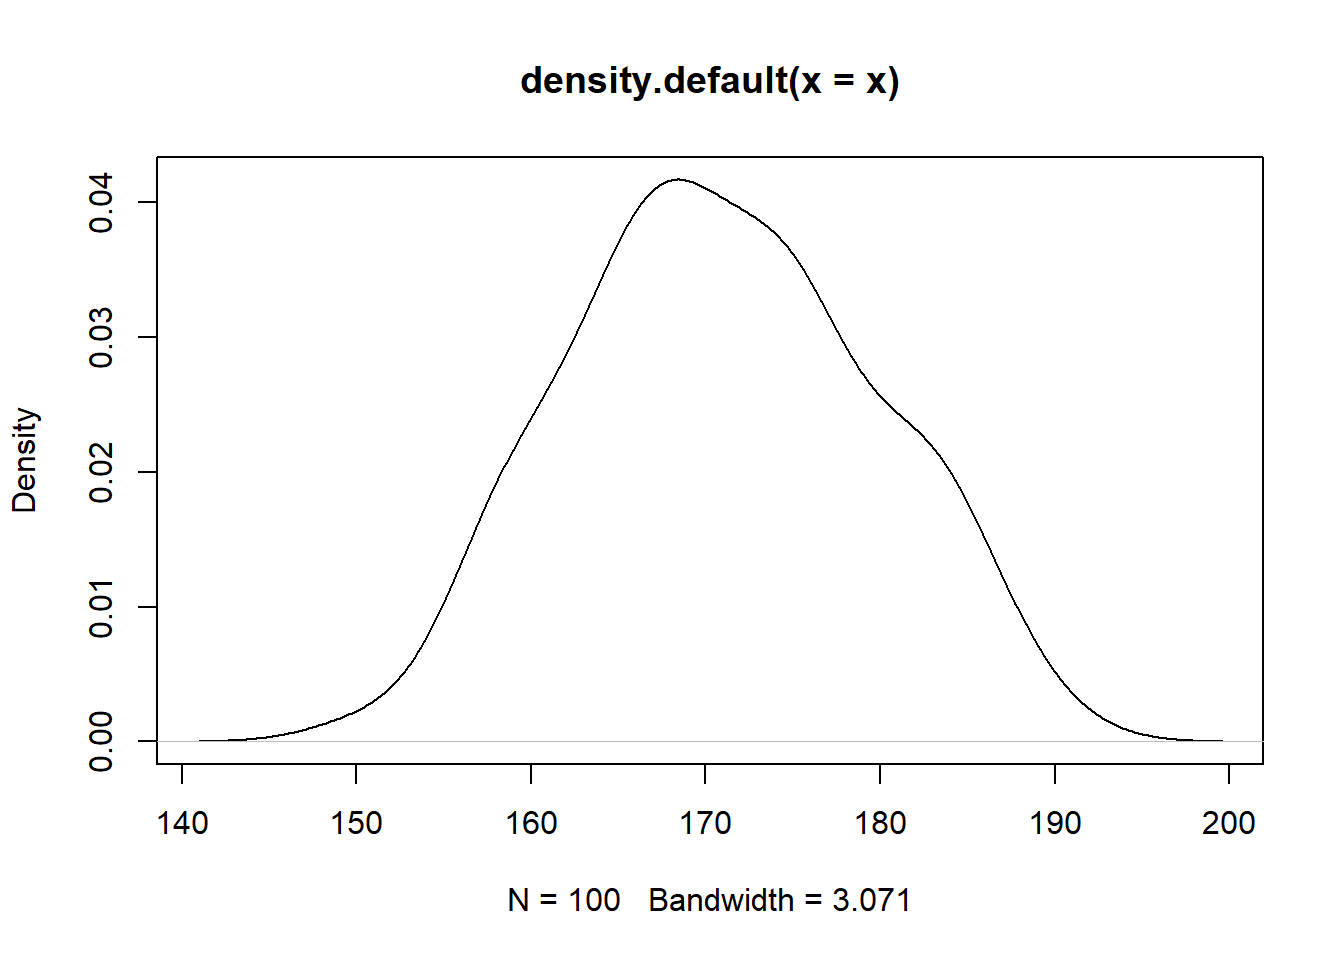 density.default(x = x)
Density
0.04
0.03
0.02
0.01
0.00
140 150 160 170 180 190 200
N = 100   Bandwidth = 3.071